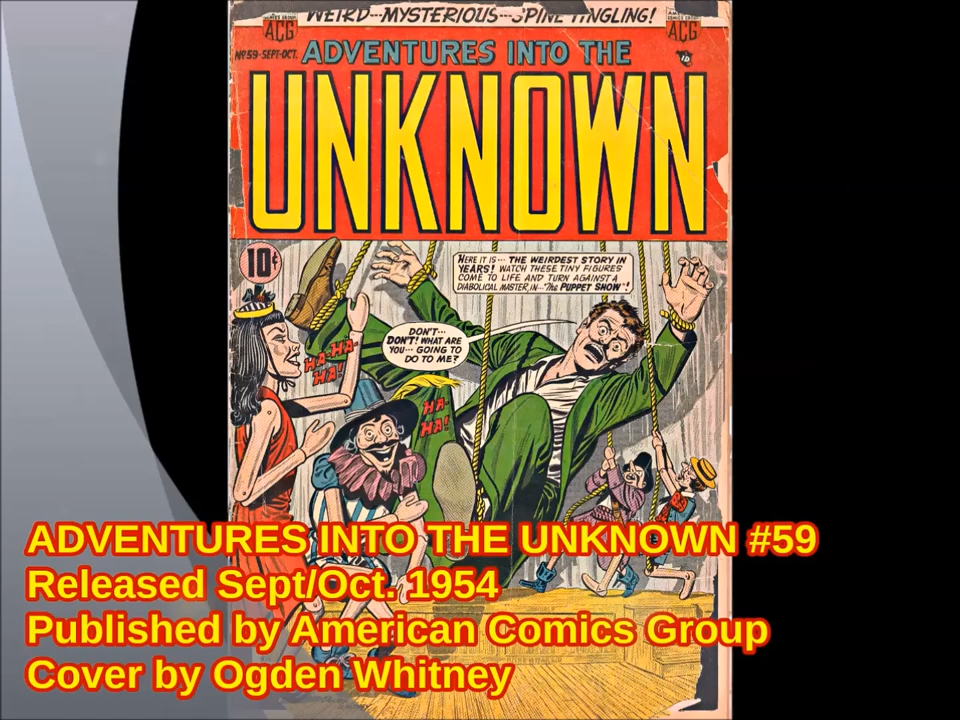 WEIRD---MYSTERIOUS---SPINE TINGLING!
AMERICA'S GROUP
ACG
ACG
Nº59-SEPT-OCT.
ADVENTURES INTO THE
UNKNOWN
10¢
HERE IT IS--- THE WEIRDEST STORY IN
YEARS! WATCH THESE TINY FIGURES
COME TO LIFE AND TURN AGAINST A
DIABOLICAL MASTER, IN--"The PUPPET SHOW"!
DON'T---
DON'T! WHAT ARE
YOU--- GOING TO
DO TO ME?
HA-HA-
HA!
HA-
HA!
ADVENTURES INTO THE UNKNOWN #59
Released Sept/Oct. 1954
Published by American Comics Group
Cover by Ogden Whitney